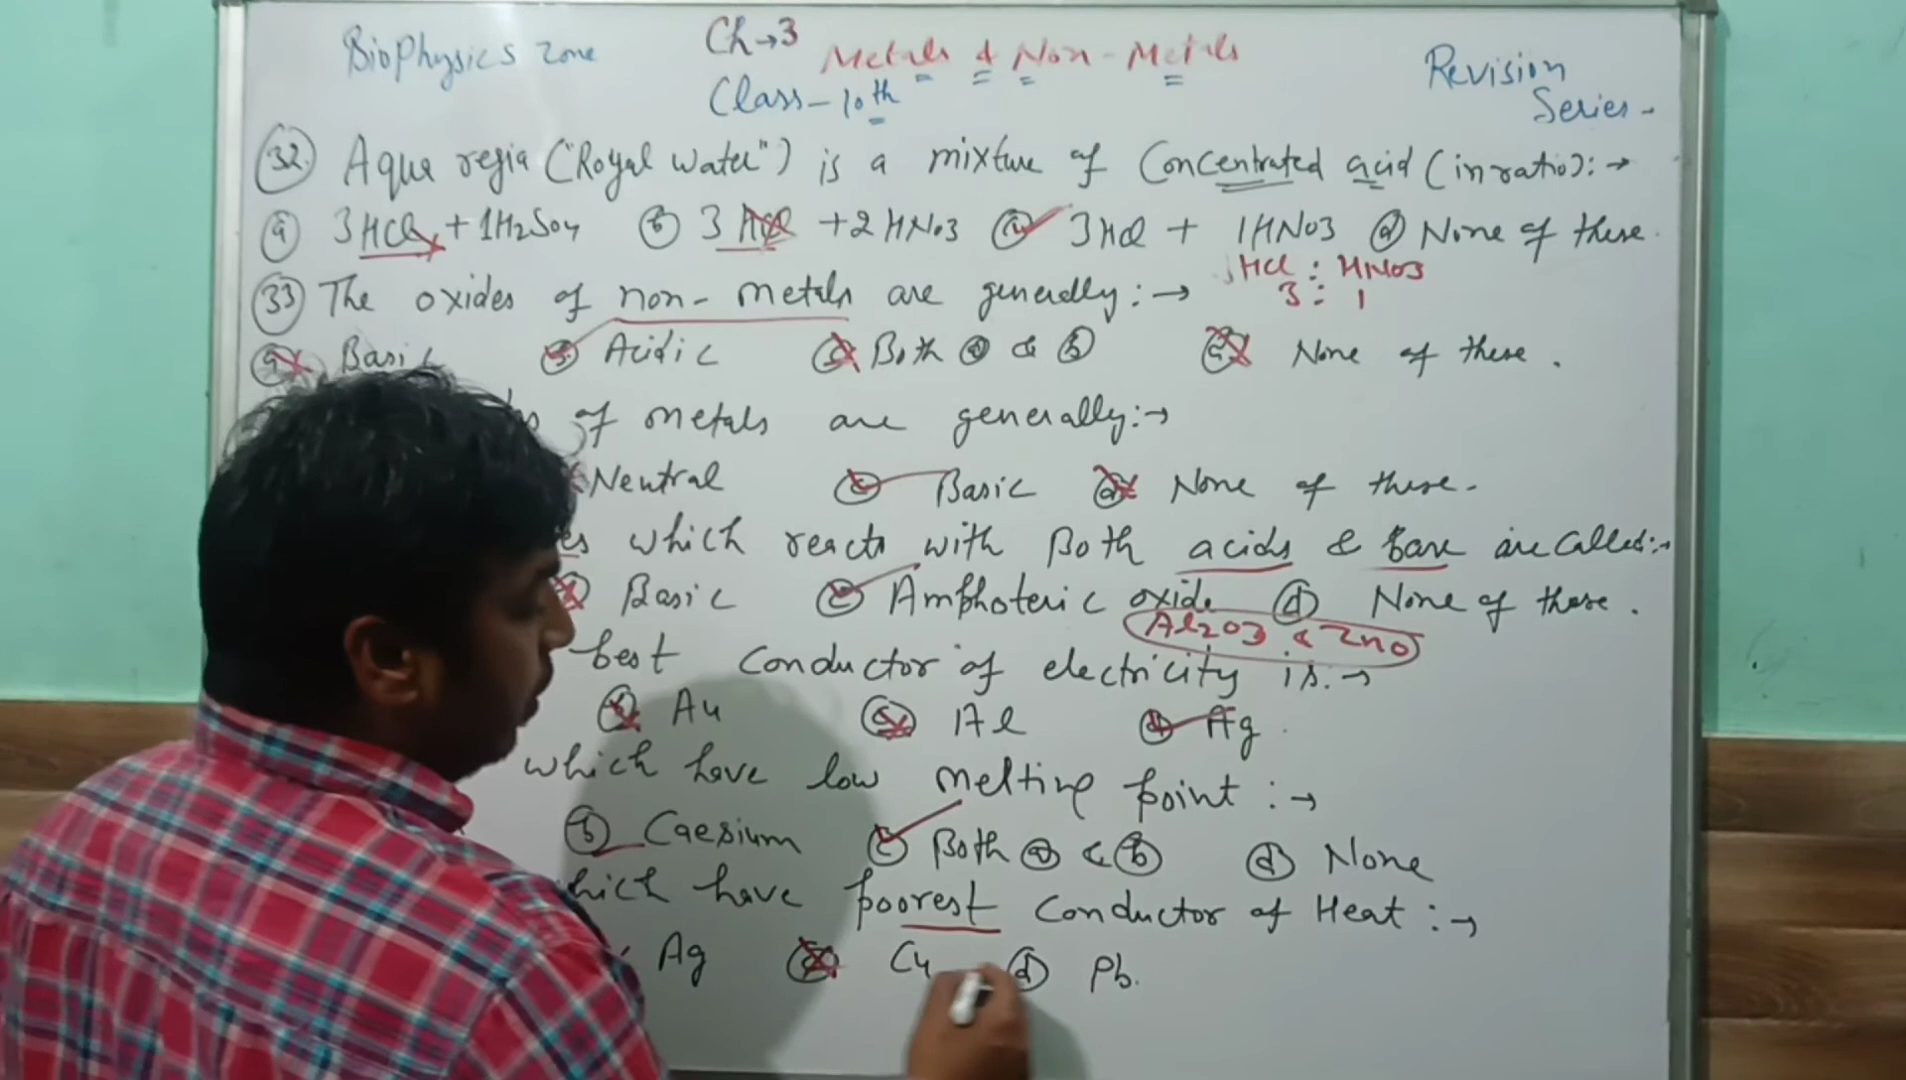 BioPhysics zone
Ch→3
Metals & Non-Metals
Class-10th
Revision
Series-
(32) Aqua regia ("Royal Water") is a mixture of Concentrated acid (in ratio):→
(a) 3HCl + 1H2SO4 (b) 3 HCl + 2HNO3 (c) 3HCl + 1HNO3 (d) None of these.
HCl : HNO3
3 : 1
(33) The oxides of non-metals are generally:→
(a) Basic (b) Acidic (c) Both (a) & (b) (d) None of these.
of metals are generally:→
Neutral (c) Basic (d) None of these.
es which reacts with Both acids & base are called:→
Basic (c) Amphoteric oxide (d) None of these.
Al2O3 & ZnO
best conductor of electricity is:→
(b) Au (c) Al (d) Ag.
which have low melting point:→
(b) Caesium (c) Both (a) & (b) (d) None
which have poorest conductor of Heat:→
Ag (c) Cu (d) Pb.